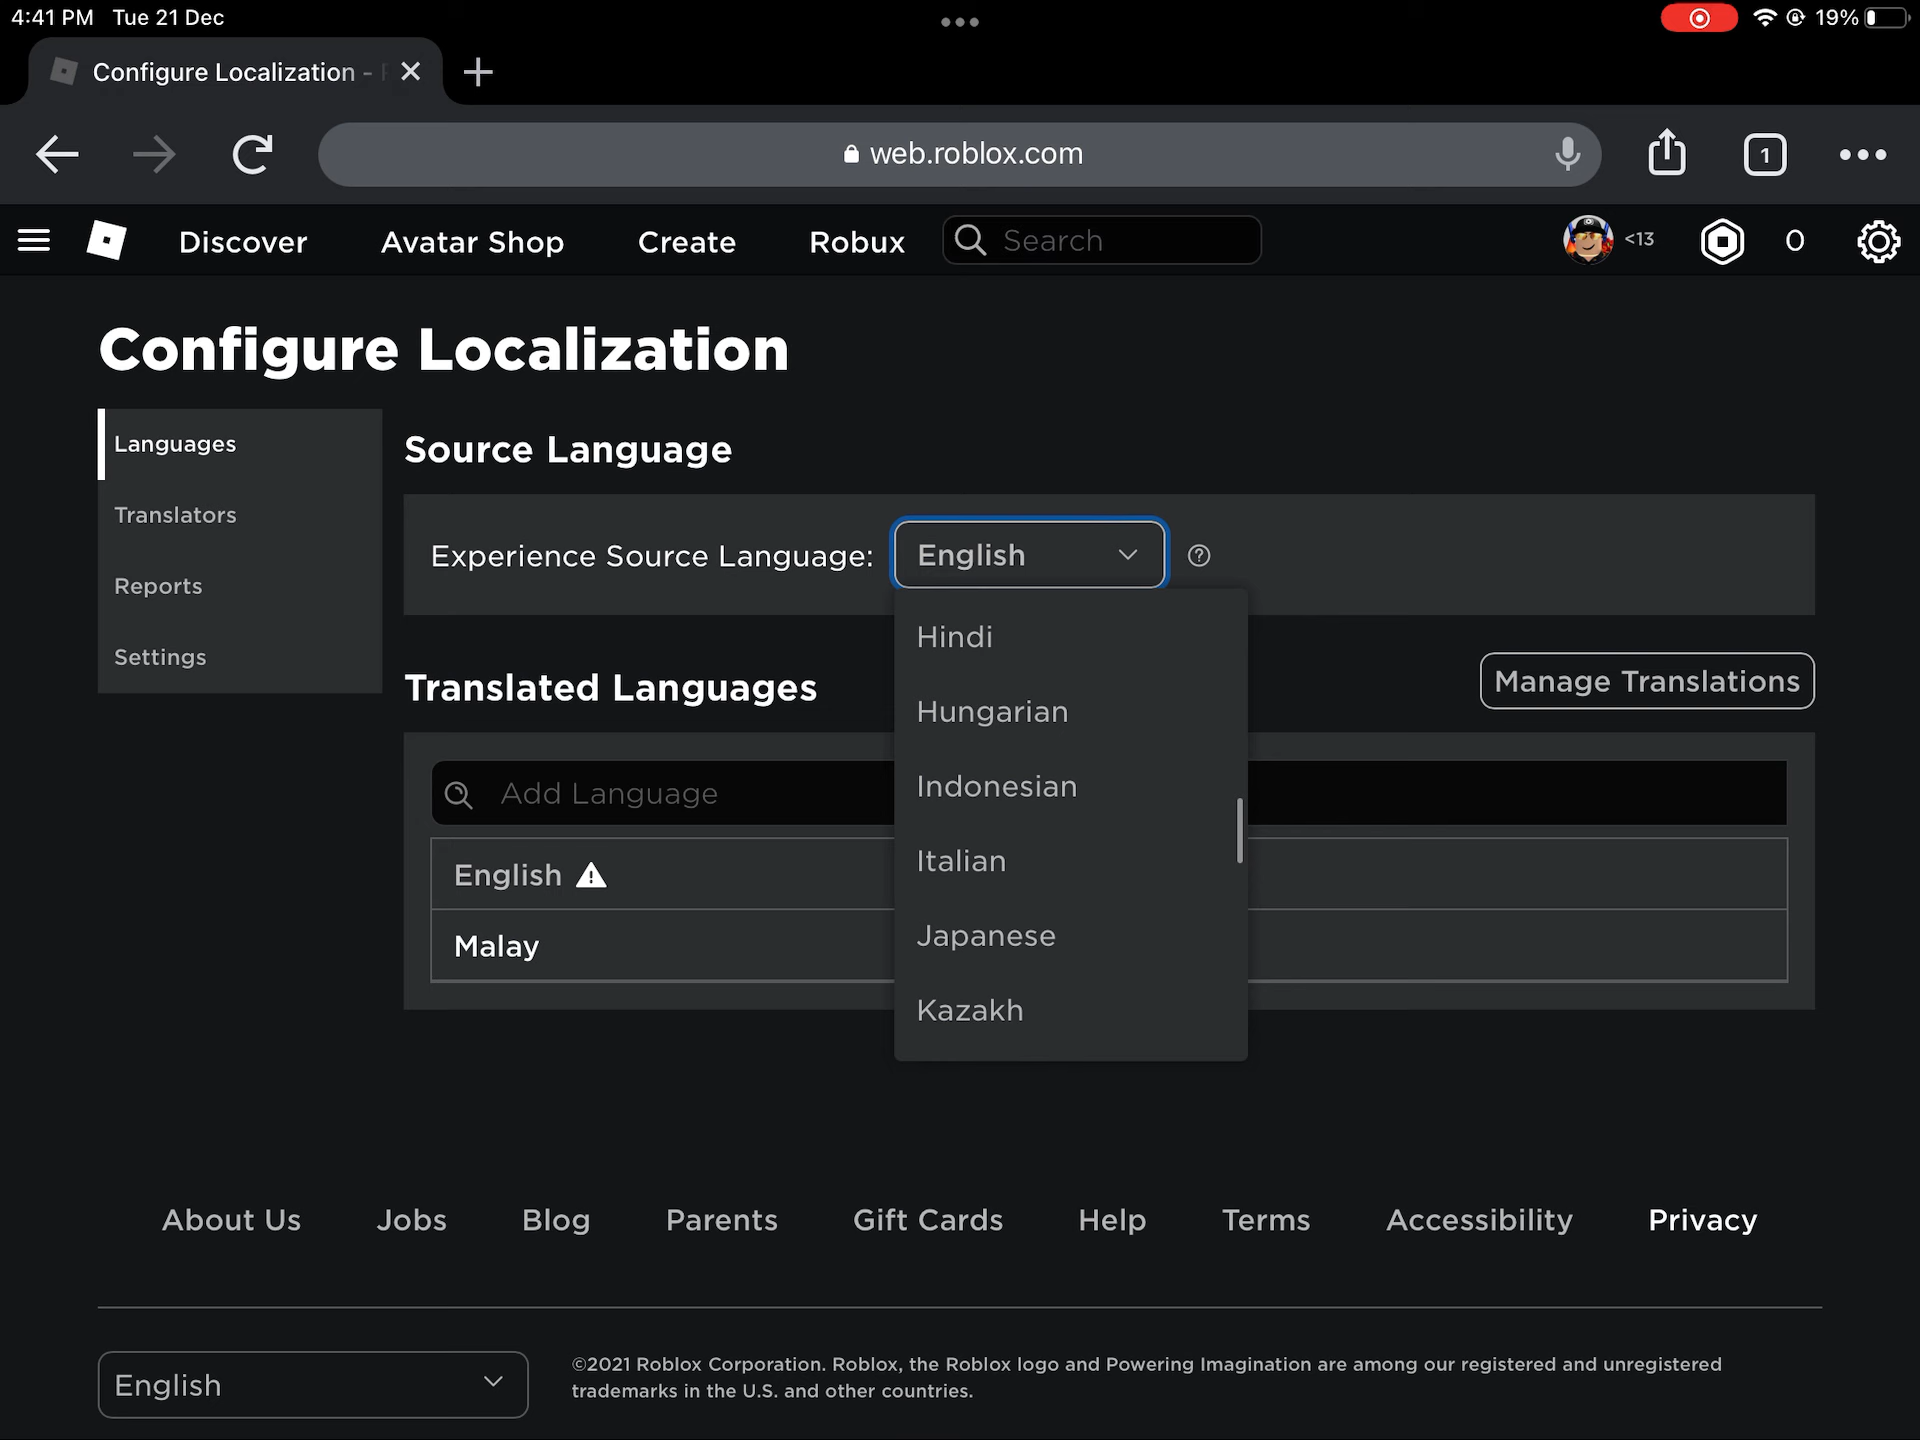 4:41 PM Tue 21 Dec
19%
Configure Localization -
web.roblox.com
1
Discover
Avatar Shop
Create
Robux
Search
<13
0
Configure Localization
Languages
Translators
Reports
Settings
Source Language
Experience Source Language:
English
Hindi
Hungarian
Indonesian
Italian
Japanese
Kazakh
Translated Languages
Manage Translations
Add Language
English
Malay
About Us
Jobs
Blog
Parents
Gift Cards
Help
Terms
Accessibility
Privacy
English
©2021 Roblox Corporation. Roblox, the Roblox logo and Powering Imagination are among our registered and unregistered
trademarks in the U.S. and other countries.